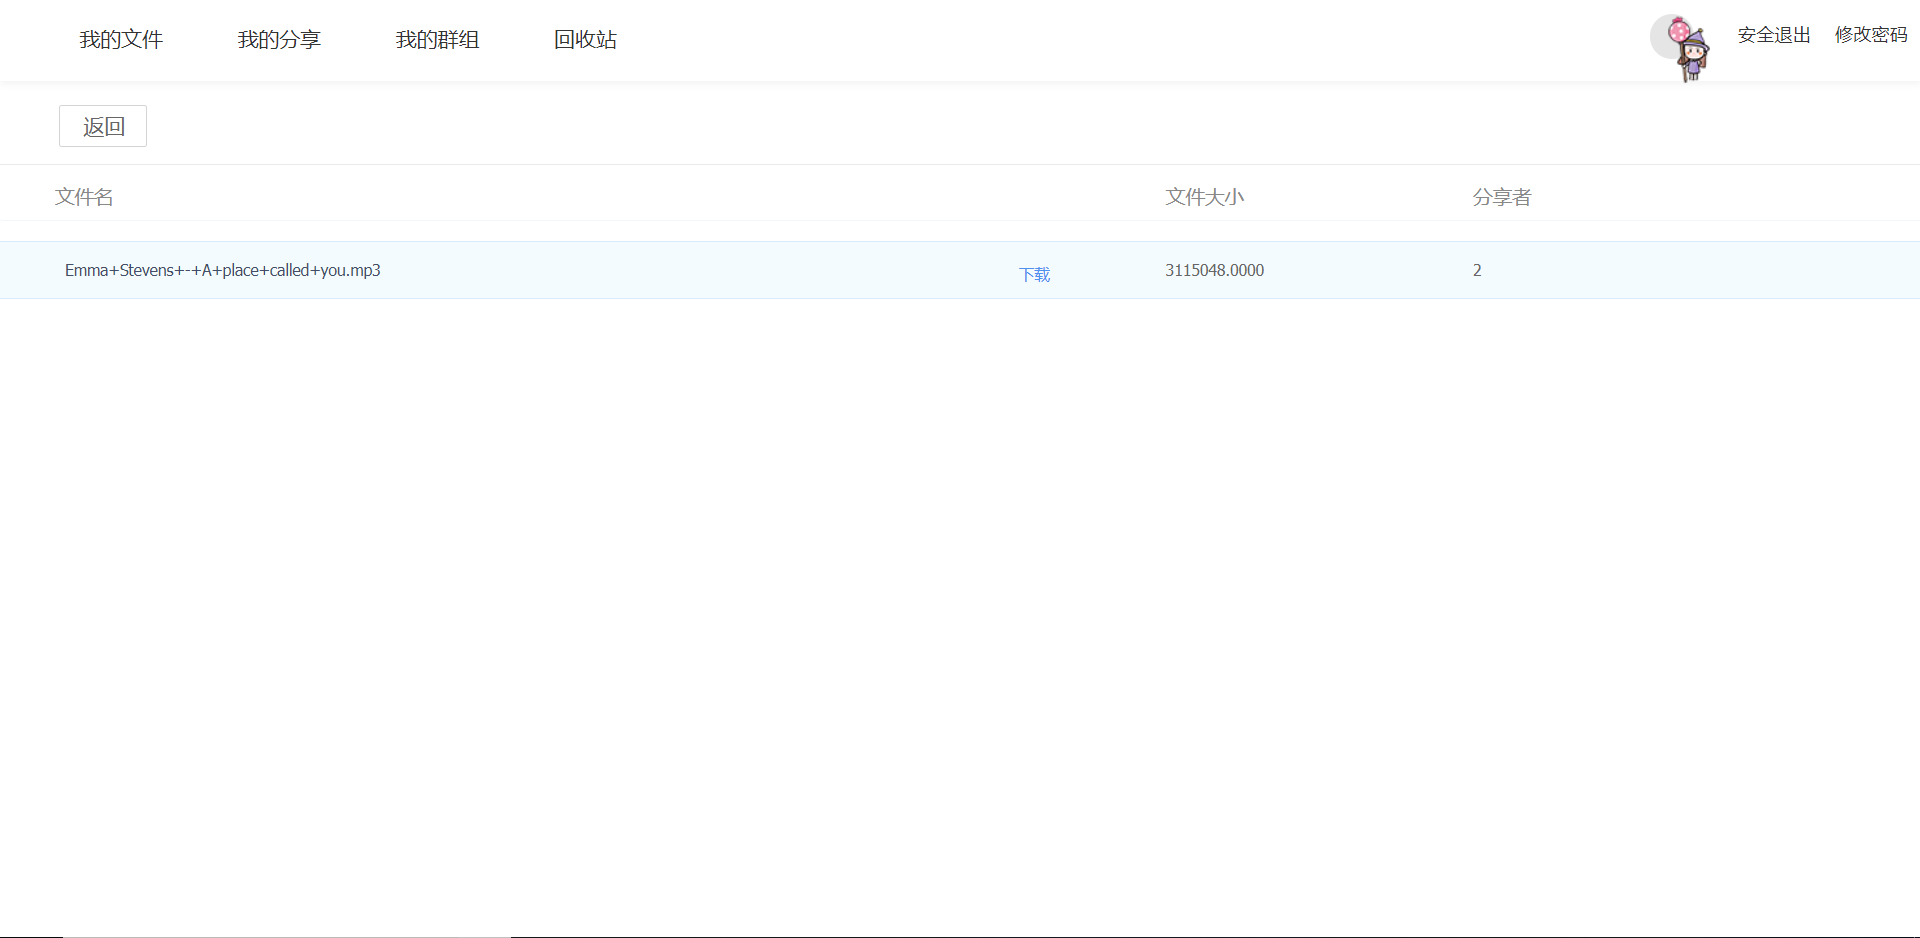 我的文件 我的分享 我的群组 回收站 安全退出 修改密码
返回
文件名 文件大小 分享者
Emma+Stevens+-+A+place+called+you.mp3 下载 3115048.0000 2